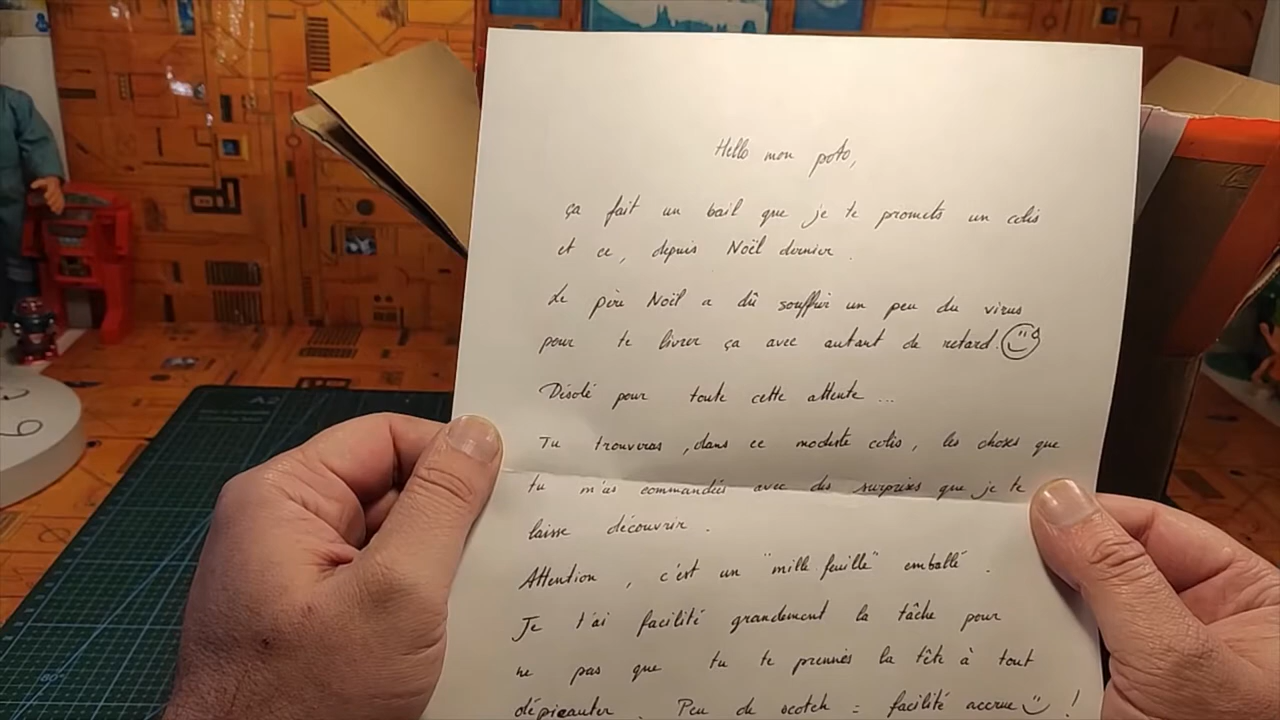 Hello mon poto,
ça fait un bail que je te promets un colis
et ce, depuis Noël dernier.
Le père Noël a dû souffrir un peu du virus
pour te livrer ça avec autant de retard.
Désolé pour toute cette attente ...
Tu trouveras, dans ce modeste colis, les choses que
tu m'as commandées avec des surprises que je te
laisse découvrir.
Attention, c'est un "mille feuille" emballé.
Je t'ai facilité grandement la tâche pour
ne pas que tu te prennes la tête à tout
dépiauter. Peu de scotch = facilité accrue !
A2
60°